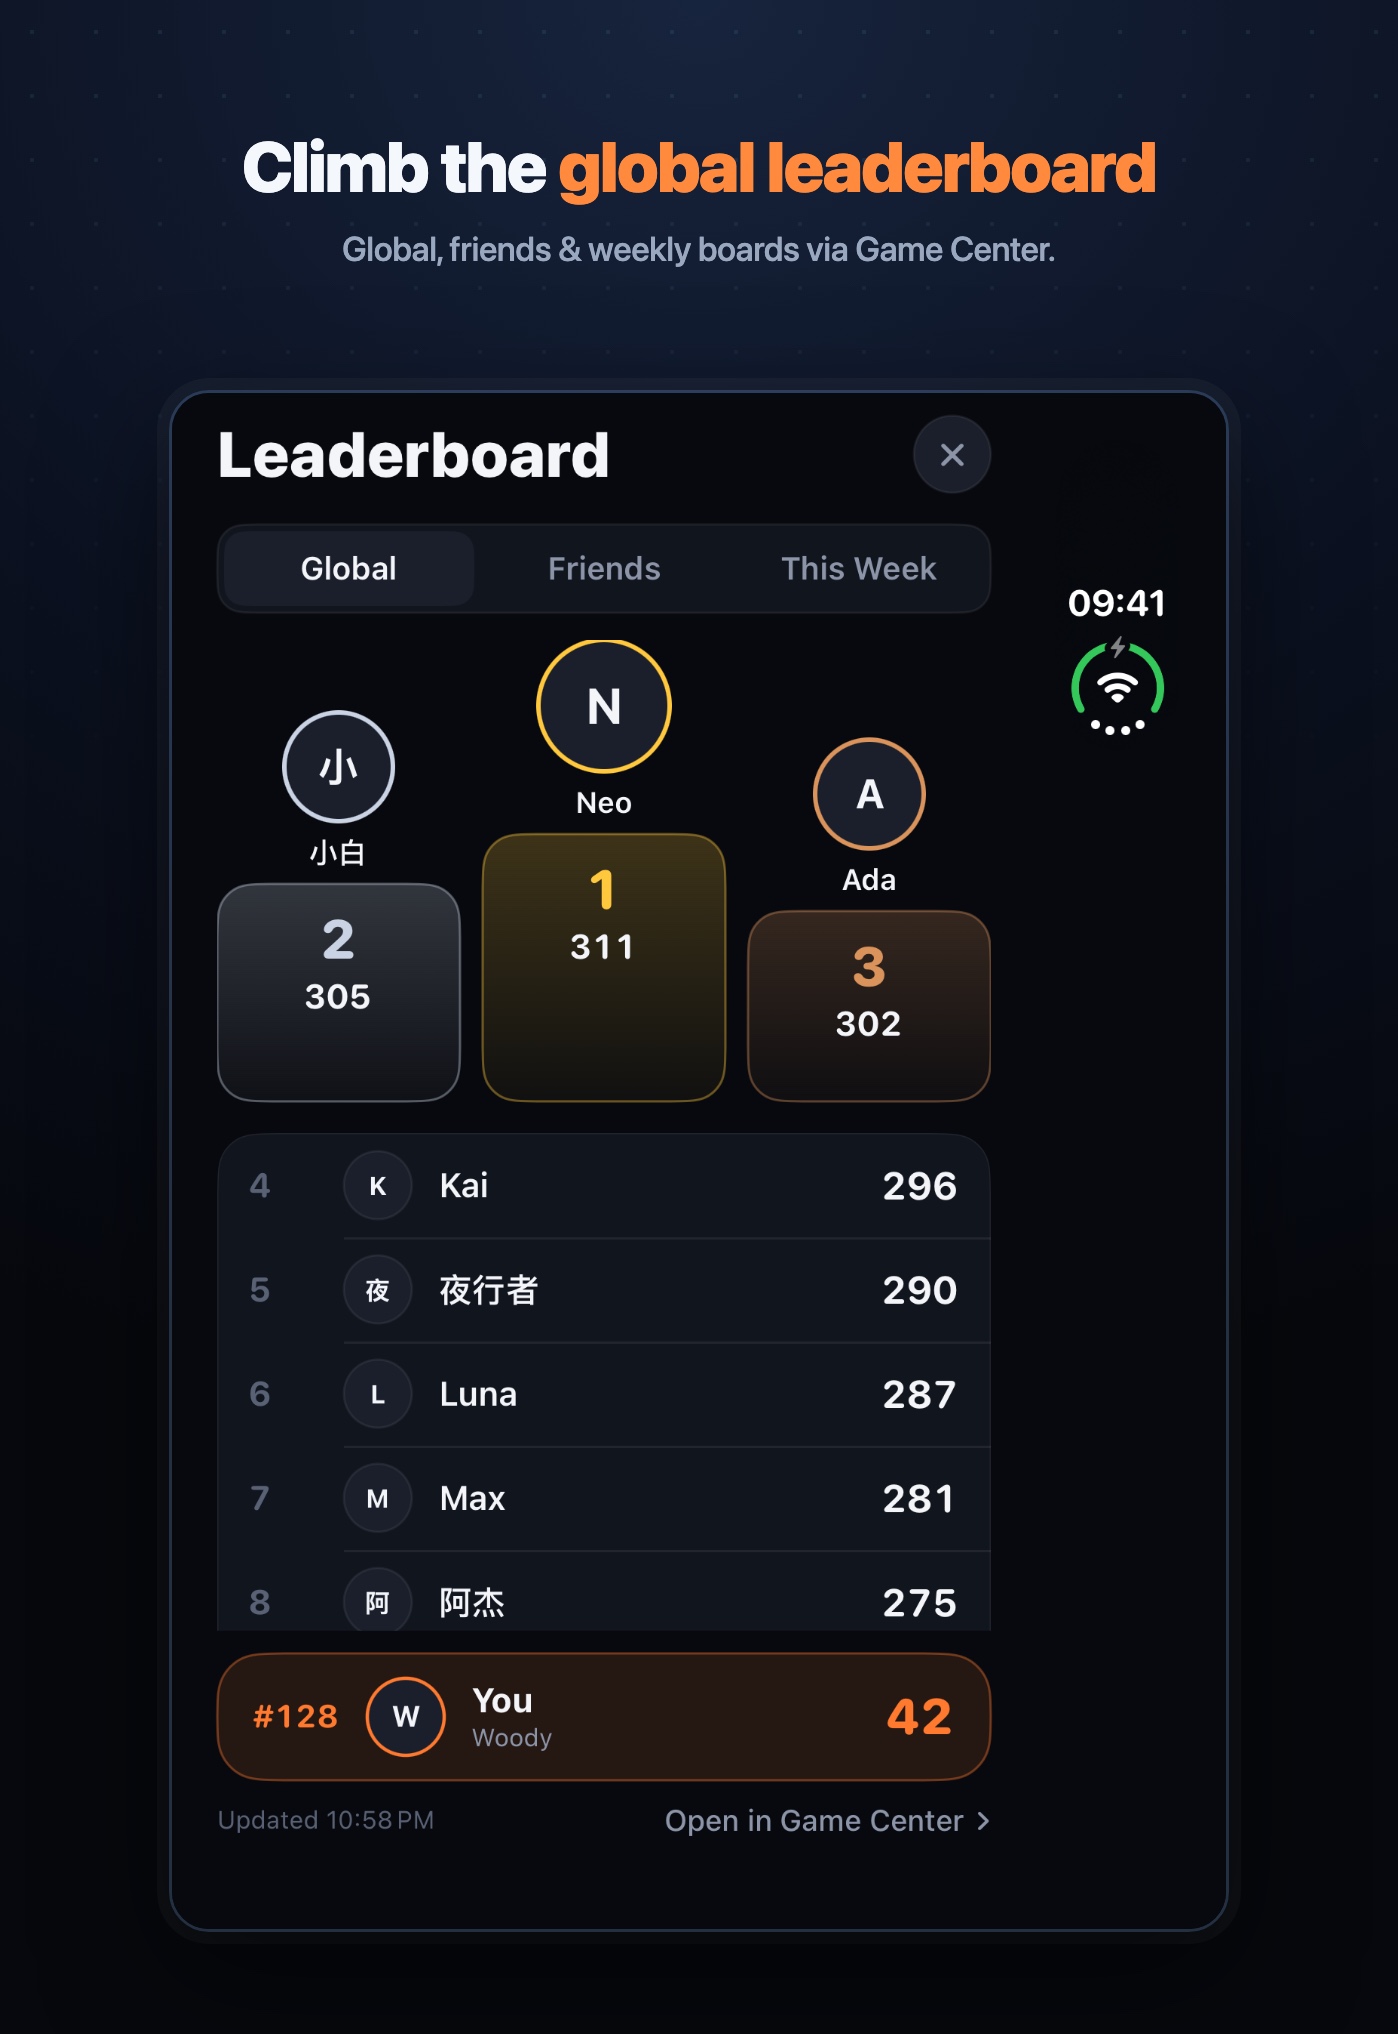 Climb the global leaderboard
Global, friends & weekly boards via Game Center.
Leaderboard
Global Friends This Week
09:41
N
Neo
小
小白
A
Ada
1
311
2
305
3
302
4 K Kai 296
5 夜 夜行者 290
6 L Luna 287
7 M Max 281
8 阿 阿杰 275
#128 W You 42
Woody
Updated 10:58 PM Open in Game Center